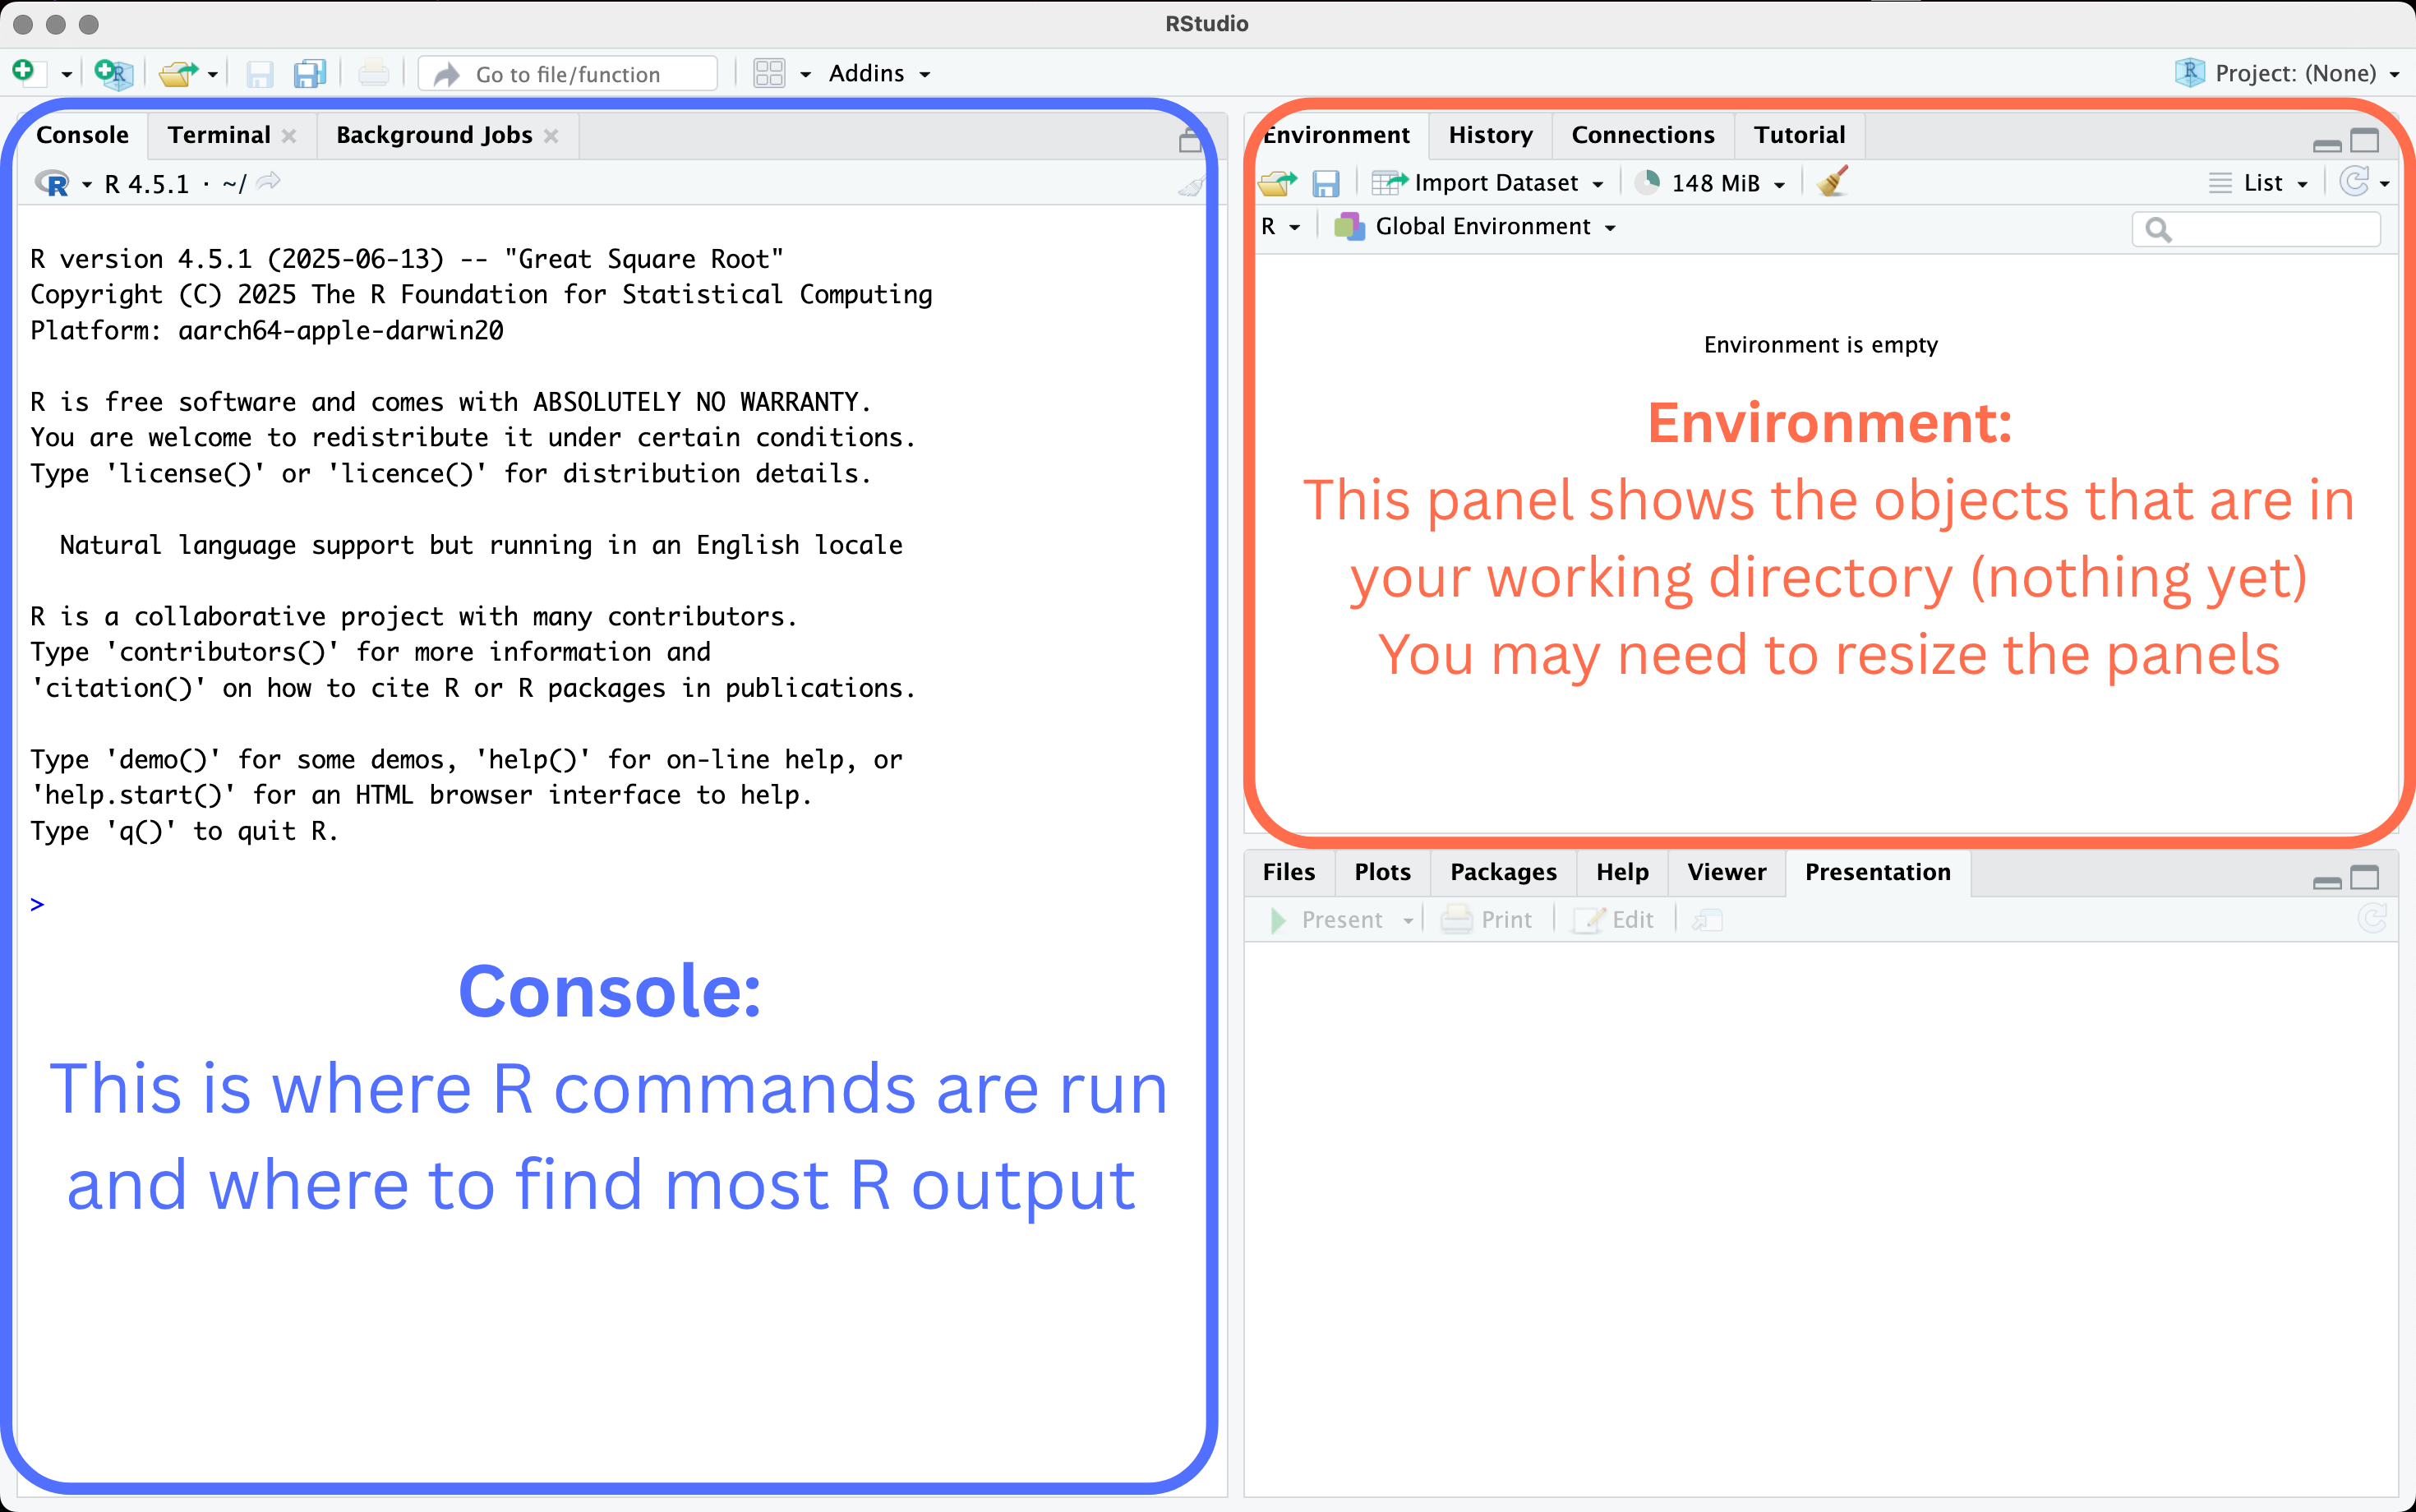 RStudio
Go to file/function
Addins
Project: (None)
Console
Terminal
Background Jobs
R 4.5.1 · ~/
R version 4.5.1 (2025-06-13) -- "Great Square Root"
Copyright (C) 2025 The R Foundation for Statistical Computing
Platform: aarch64-apple-darwin20
R is free software and comes with ABSOLUTELY NO WARRANTY.
You are welcome to redistribute it under certain conditions.
Type 'license()' or 'licence()' for distribution details.
Natural language support but running in an English locale
R is a collaborative project with many contributors.
Type 'contributors()' for more information and
'citation()' on how to cite R or R packages in publications.
Type 'demo()' for some demos, 'help()' for on-line help, or
'help.start()' for an HTML browser interface to help.
Type 'q()' to quit R.
>
Console:
This is where R commands are run
and where to find most R output
Environment
History
Connections
Tutorial
Import Dataset
148 MiB
List
R
Global Environment
Environment is empty
Environment:
This panel shows the objects that are in
your working directory (nothing yet)
You may need to resize the panels
Files
Plots
Packages
Help
Viewer
Presentation
Present
Print
Edit